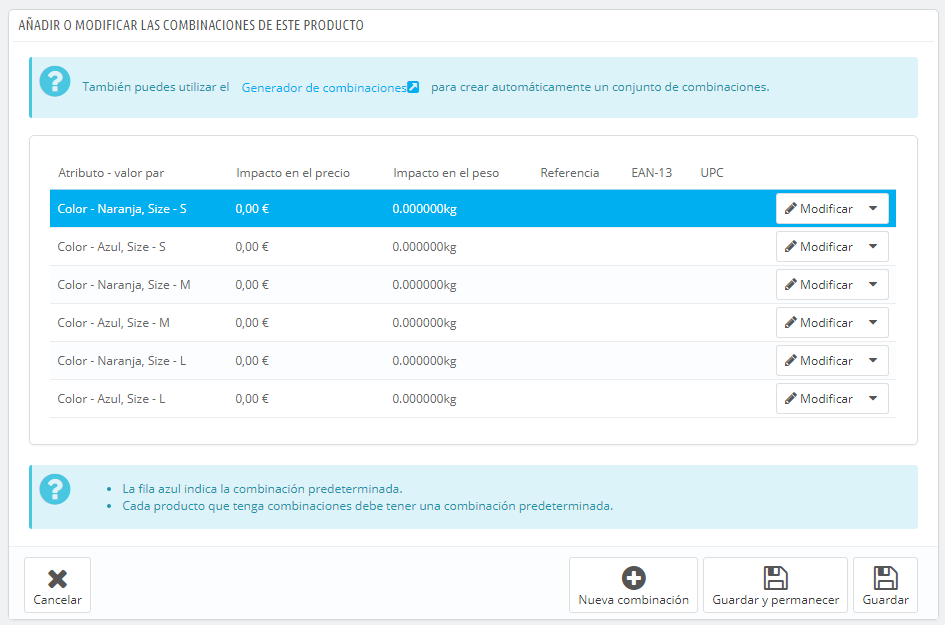 AÑADIR O MODIFICAR LAS COMBINACIONES DE ESTE PRODUCTO
También puedes utilizar el Generador de combinaciones para crear automáticamente un conjunto de combinaciones.
Atributo - valor par Impacto en el precio Impacto en el peso Referencia EAN-13 UPC
Color - Naranja, Size - S 0,00 € 0.000000kg Modificar
Color - Azul, Size - S 0,00 € 0.000000kg Modificar
Color - Naranja, Size - M 0,00 € 0.000000kg Modificar
Color - Azul, Size - M 0,00 € 0.000000kg Modificar
Color - Naranja, Size - L 0,00 € 0.000000kg Modificar
Color - Azul, Size - L 0,00 € 0.000000kg Modificar
La fila azul indica la combinación predeterminada.
Cada producto que tenga combinaciones debe tener una combinación predeterminada.
Cancelar Nueva combinación Guardar y permanecer Guardar